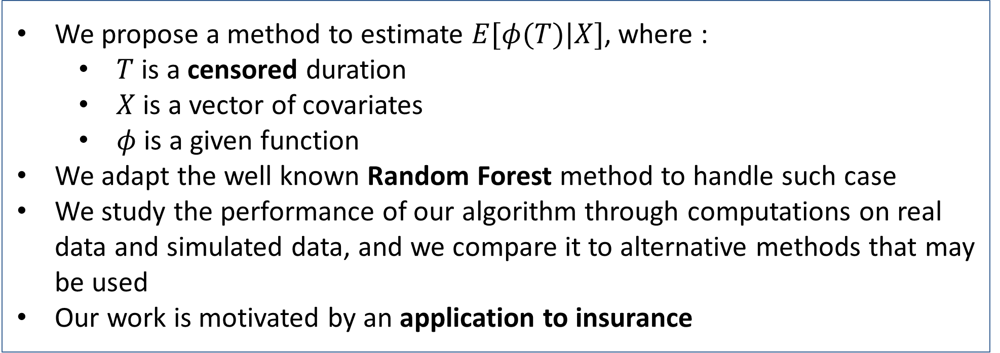 • We propose a method to estimate 𝐸[𝜙(𝑇)|𝑋], where :
• 𝑇 is a censored duration
• 𝑋 is a vector of covariates
• 𝜙 is a given function
• We adapt the well known Random Forest method to handle such case
• We study the performance of our algorithm through computations on real
data and simulated data, and we compare it to alternative methods that may
be used
• Our work is motivated by an application to insurance